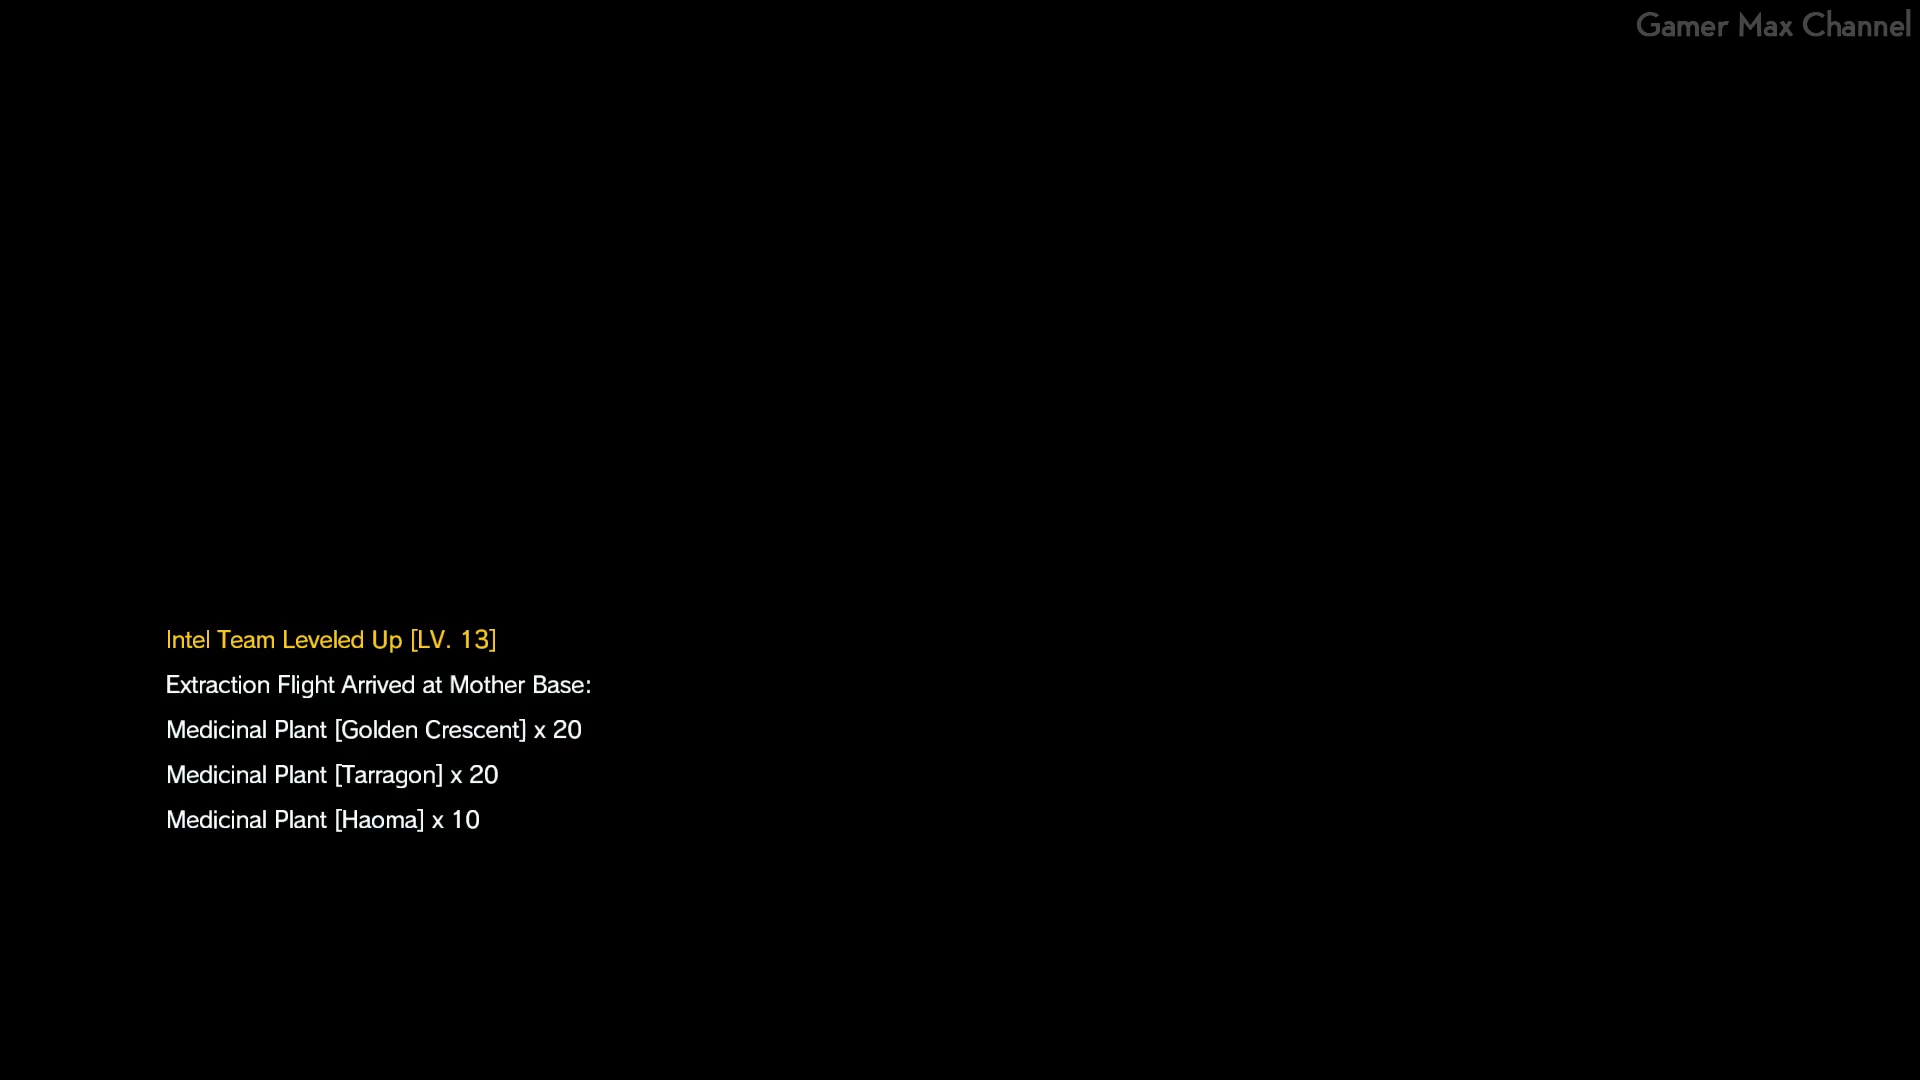 Gamer Max Channel
Intel Team Leveled Up [LV. 13]
Extraction Flight Arrived at Mother Base:
Medicinal Plant [Golden Crescent] x 20
Medicinal Plant [Tarragon] x 20
Medicinal Plant [Haoma] x 10